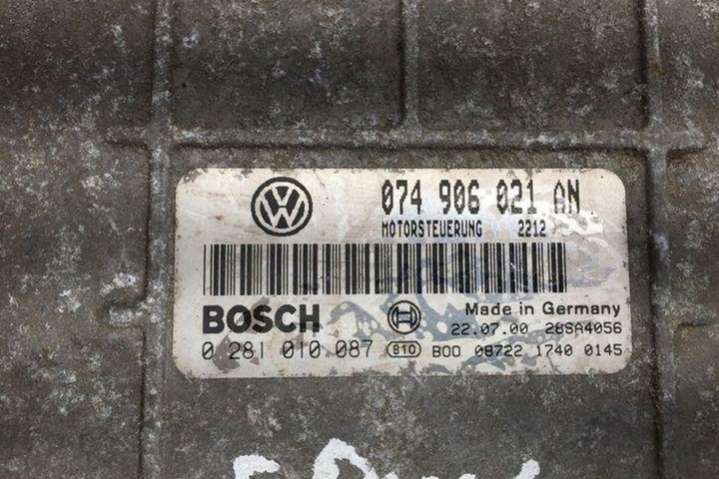 074 906 021 AN
MOTORSTEUERUNG 2212
BOSCH
Made in Germany
22.07.00 28SA4056
0 281 010 087 810 B00 08722 1740 0145